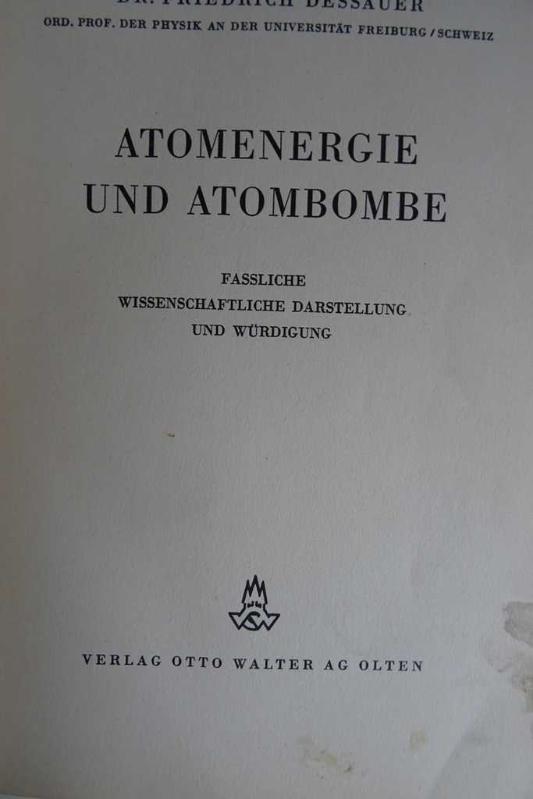 DR. FRIEDRICH DESSAUER
ORD. PROF. DER PHYSIK AN DER UNIVERSITÄT FREIBURG/SCHWEIZ
ATOMENERGIE
UND ATOMBOMBE
FASSLICHE
WISSENSCHAFTLICHE DARSTELLUNG
UND WÜRDIGUNG
VERLAG OTTO WALTER AG OLTEN